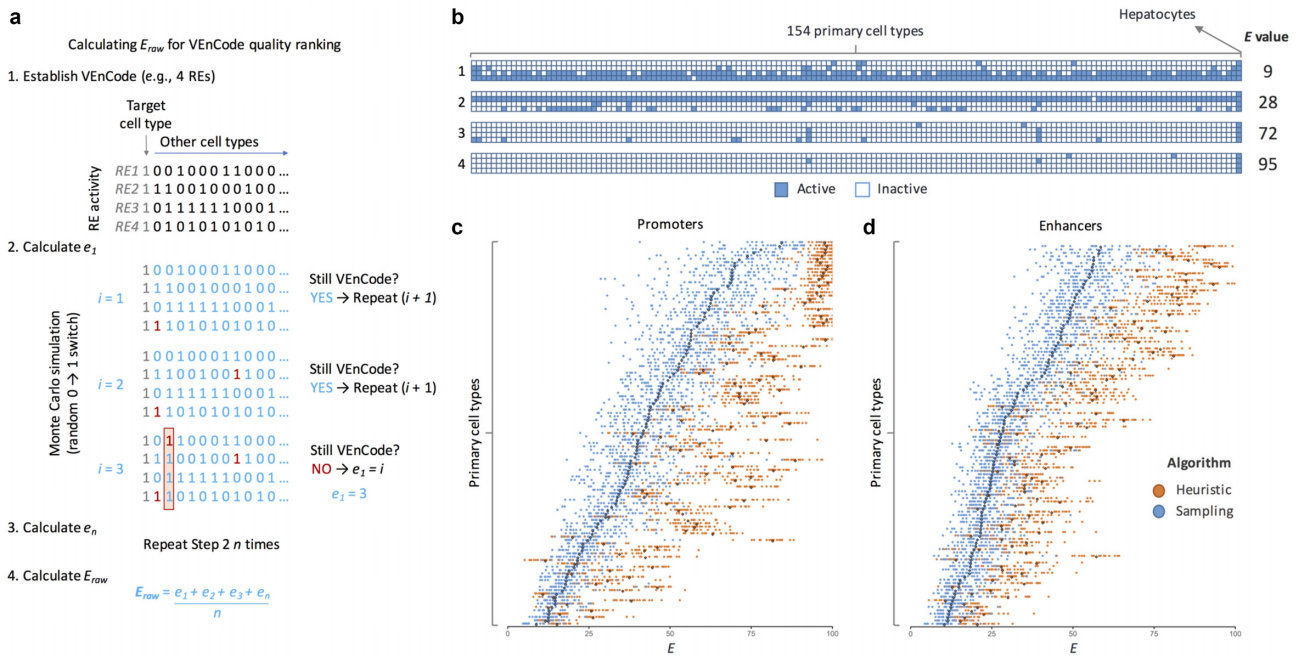 a
Calculating E_raw for VEnCode quality ranking
1. Establish VEnCode (e.g., 4 REs)
Target
cell type
Other cell types
RE activity
RE1 1 0 0 1 0 0 0 1 1 0 0 0 ...
RE2 1 1 1 0 0 1 0 0 1 0 0 0 ...
RE3 1 0 1 1 1 1 1 1 0 0 0 1 ...
RE4 1 0 1 0 1 0 1 0 1 0 1 0 ...
2. Calculate e1
Monte Carlo simulation
(random 0 → 1 switch)
i = 1
1 0 0 1 0 0 0 1 1 0 0 0 ...
1 1 1 0 0 1 0 0 1 0 0 0 ...
1 0 1 1 1 1 1 1 0 0 0 1 ...
1 1 1 0 1 0 1 0 1 0 1 0 ...
Still VEnCode?
YES → Repeat (i + 1)
i = 2
1 0 0 1 0 0 0 1 1 0 0 0 ...
1 1 1 0 0 1 0 0 1 0 0 0 ...
1 0 1 1 1 1 1 1 0 0 0 1 ...
1 1 1 0 1 0 1 0 1 0 1 0 ...
Still VEnCode?
YES → Repeat (i + 1)
i = 3
1 0 1 1 0 0 0 1 1 0 0 0 ...
1 1 1 0 0 1 0 0 1 0 0 0 ...
1 0 1 1 1 1 1 1 0 0 0 1 ...
1 1 1 0 1 0 1 0 1 0 1 0 ...
Still VEnCode?
NO → e1 = i
e1 = 3
3. Calculate en
Repeat Step 2 n times
4. Calculate E_raw
E_raw = e1 + e2 + e3 + en
n
b
154 primary cell types
Hepatocytes
E value
1 9
2 28
3 72
4 95
Active
Inactive
c
Promoters
Primary cell types
0 25 50 75 100
E
d
Enhancers
Primary cell types
Algorithm
Heuristic
Sampling
0 25 50 75 100
E